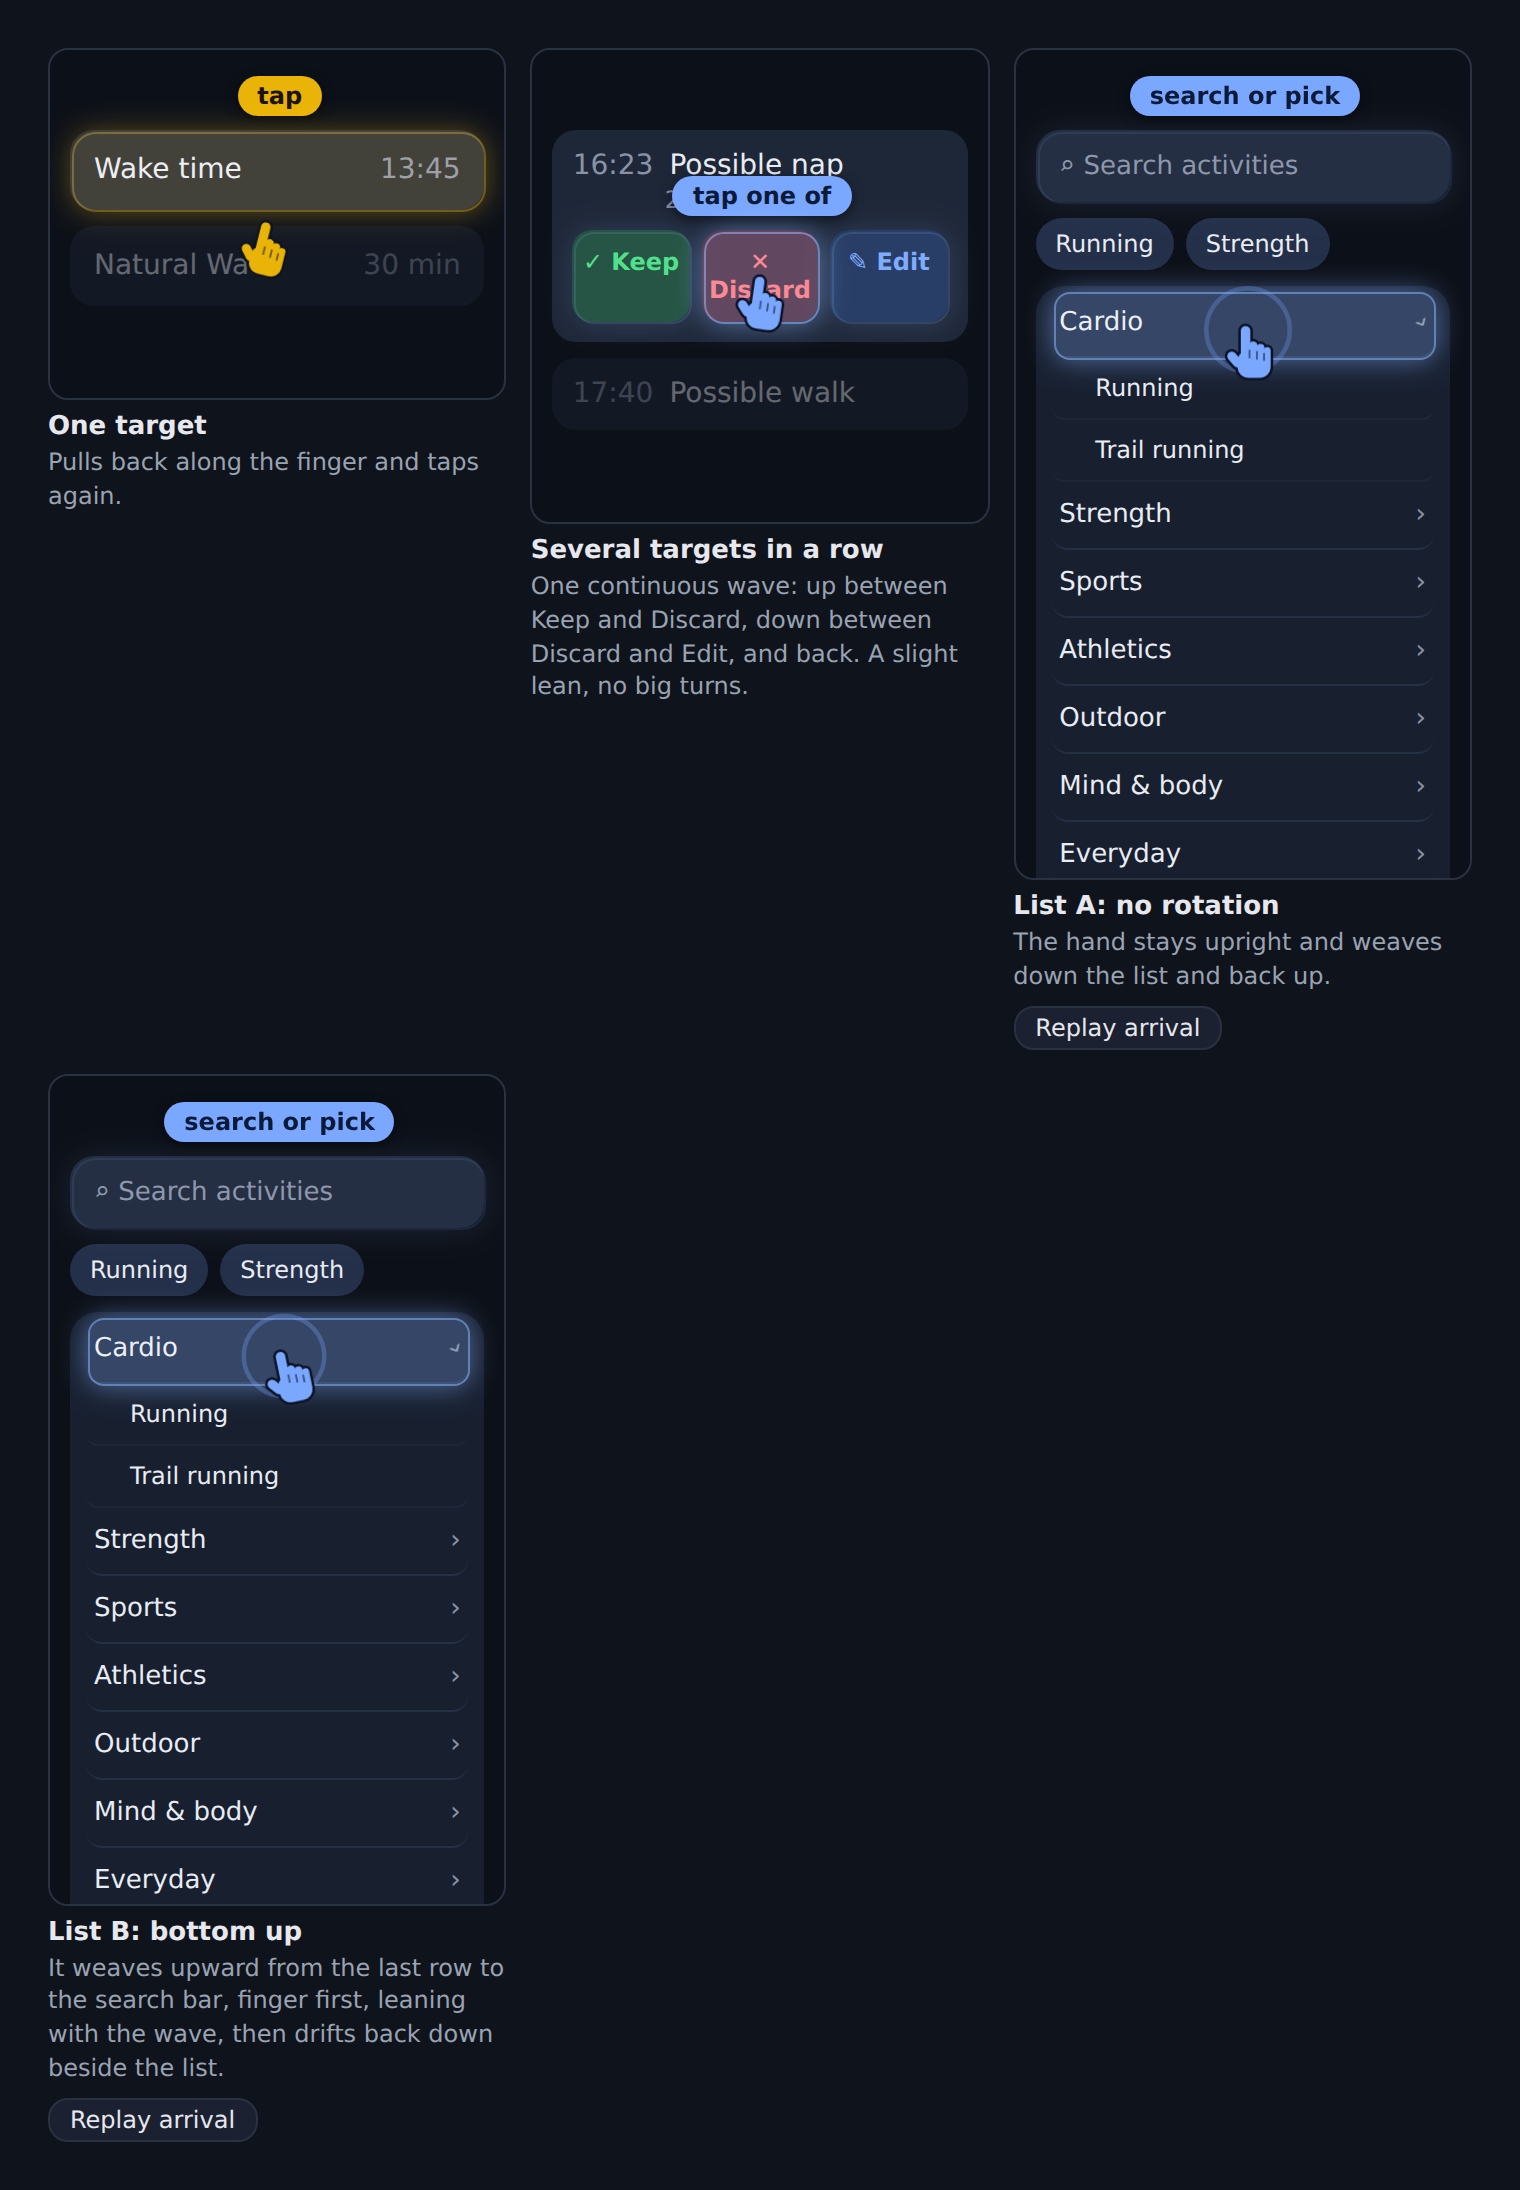 tap
Wake time 13:45
Natural Wa 30 min
One target
Pulls back along the finger and taps
again.
16:23 Possible nap
tap one of
✓ Keep
✕ Discard
✎ Edit
17:40 Possible walk
Several targets in a row
One continuous wave: up between
Keep and Discard, down between
Discard and Edit, and back. A slight
lean, no big turns.
search or pick
Search activities
Running Strength
Cardio
Running
Trail running
Strength ›
Sports ›
Athletics ›
Outdoor ›
Mind & body ›
Everyday ›
List A: no rotation
The hand stays upright and weaves
down the list and back up.
Replay arrival
search or pick
Search activities
Running Strength
Cardio
Running
Trail running
Strength ›
Sports ›
Athletics ›
Outdoor ›
Mind & body ›
Everyday ›
List B: bottom up
It weaves upward from the last row to
the search bar, finger first, leaning
with the wave, then drifts back down
beside the list.
Replay arrival